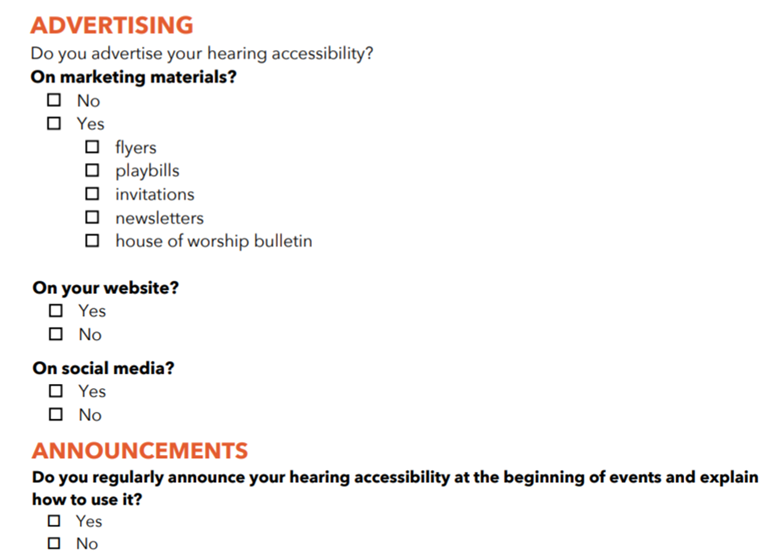 ADVERTISING
Do you advertise your hearing accessibility?
On marketing materials?
No
Yes
flyers
playbills
invitations
newsletters
house of worship bulletin
On your website?
Yes
No
On social media?
Yes
No
ANNOUNCEMENTS
Do you regularly announce your hearing accessibility at the beginning of events and explain
how to use it?
Yes
No